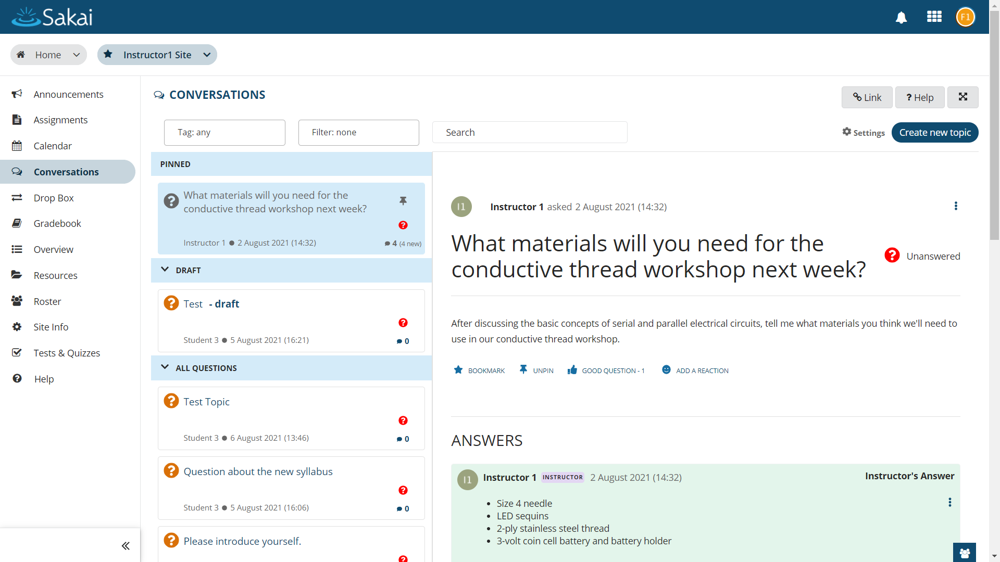 Sakai
F1
Home
Instructor1 Site
Announcements
Assignments
Calendar
Conversations
Drop Box
Gradebook
Overview
Resources
Roster
Site Info
Tests & Quizzes
Help
CONVERSATIONS
Link
? Help
Tag: any
Filter: none
Search
Settings
Create new topic
PINNED
What materials will you need for the
conductive thread workshop next week?
Instructor 1 ● 2 August 2021 (14:32)
4 (4 new)
DRAFT
Test - draft
Student 3 ● 5 August 2021 (16:21)
0
ALL QUESTIONS
Test Topic
Student 3 ● 6 August 2021 (13:46)
0
Question about the new syllabus
Student 3 ● 5 August 2021 (16:06)
0
Please introduce yourself.
I1
Instructor 1 asked 2 August 2021 (14:32)
What materials will you need for the
conductive thread workshop next week?
Unanswered
After discussing the basic concepts of serial and parallel electrical circuits, tell me what materials you think we'll need to
use in our conductive thread workshop.
BOOKMARK
UNPIN
GOOD QUESTION - 1
ADD A REACTION
ANSWERS
I1
Instructor 1 INSTRUCTOR 2 August 2021 (14:32)
Instructor's Answer
• Size 4 needle
• LED sequins
• 2-ply stainless steel thread
• 3-volt coin cell battery and battery holder